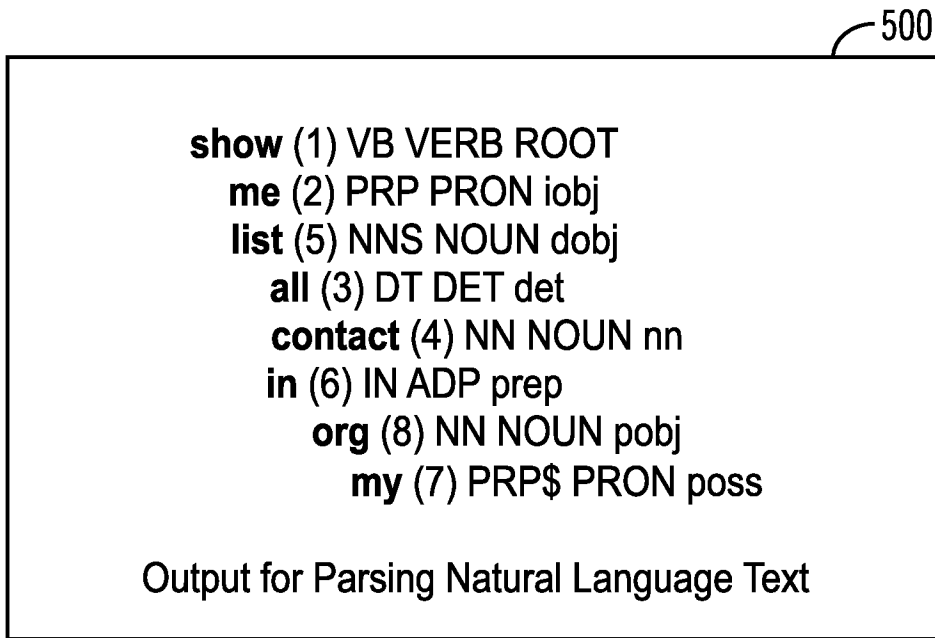 500
show (1) VB VERB ROOT
me (2) PRP PRON iobj
list (5) NNS NOUN dobj
all (3) DT DET det
contact (4) NN NOUN nn
in (6) IN ADP prep
org (8) NN NOUN pobj
my (7) PRP$ PRON poss
Output for Parsing Natural Language Text